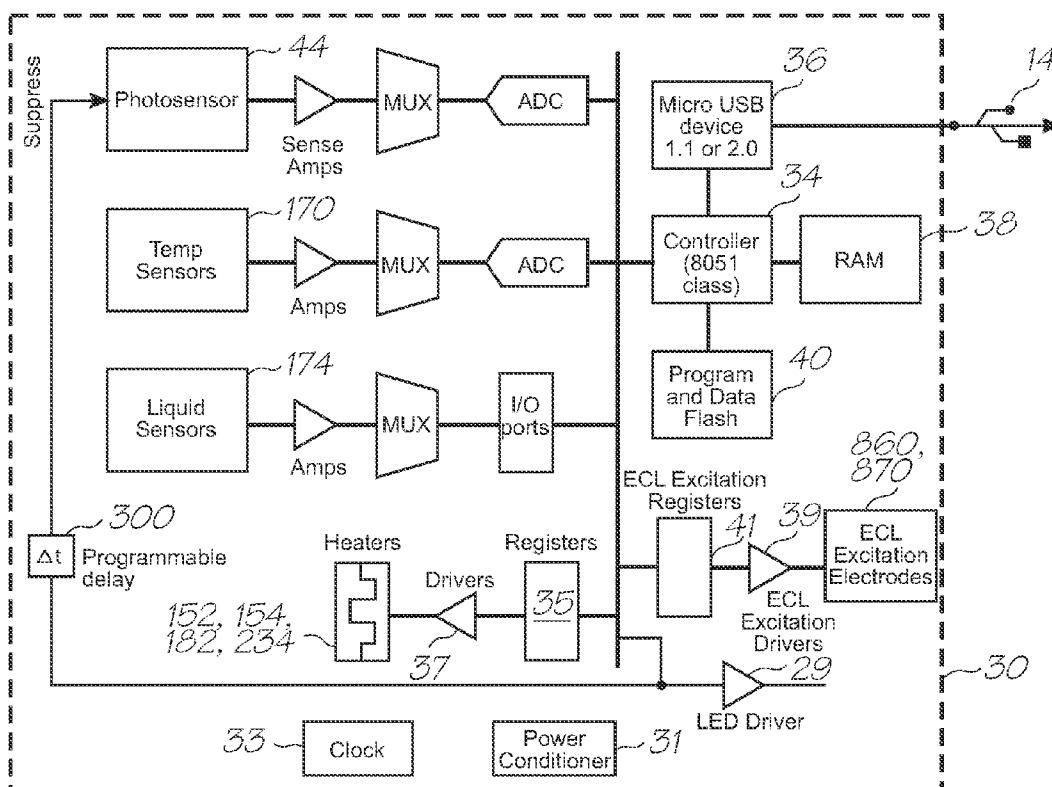 44
36
14
Suppress
Photosensor
MUX
ADC
Micro USB
device
1.1 or 2.0
Sense
Amps
170
34
38
Temp
Sensors
MUX
ADC
Controller
(8051
class)
RAM
Amps
174
40
Liquid
Sensors
MUX
I/O
ports
Program
and Data
Flash
Amps
860,
870
ECL Excitation
Registers
300
39
41
Δt
Programmable
delay
Heaters
Registers
Drivers
ECL
Excitation
Electrodes
152, 154,
182, 234
35
37
ECL
Excitation
Drivers
29
30
LED Driver
33
Clock
Power
Conditioner
31